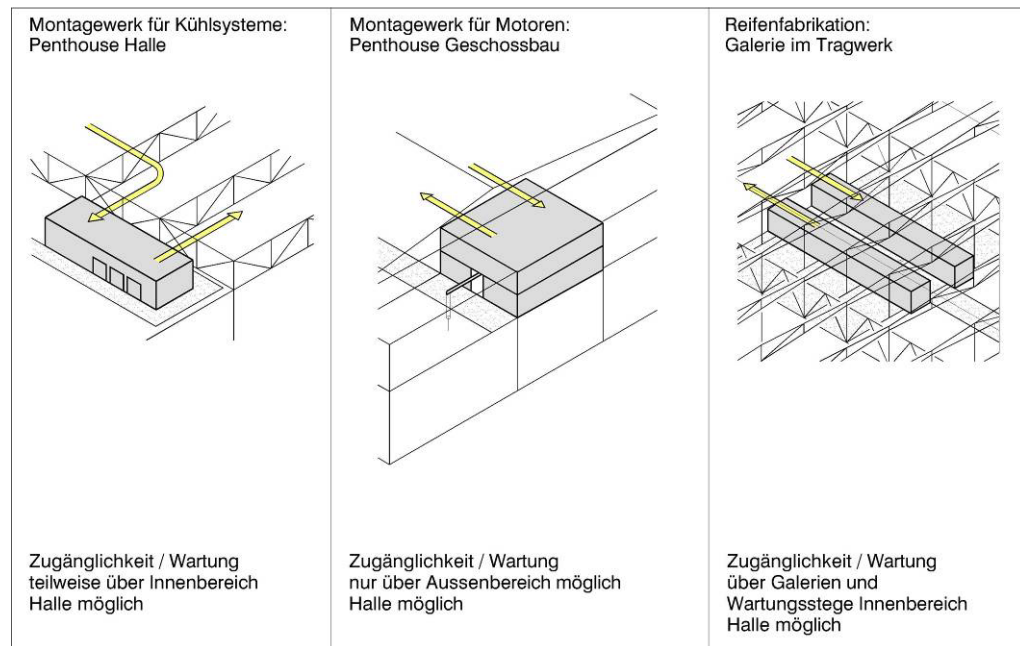 Montagewerk für Kühlsysteme:
Penthouse Halle
Montagewerk für Motoren:
Penthouse Geschossbau
Reifenfabrikation:
Galerie im Tragwerk
Zugänglichkeit / Wartung
teilweise über Innenbereich
Halle möglich
Zugänglichkeit / Wartung
nur über Aussenbereich möglich
Halle möglich
Zugänglichkeit / Wartung
über Galerien und
Wartungsstege Innenbereich
Halle möglich